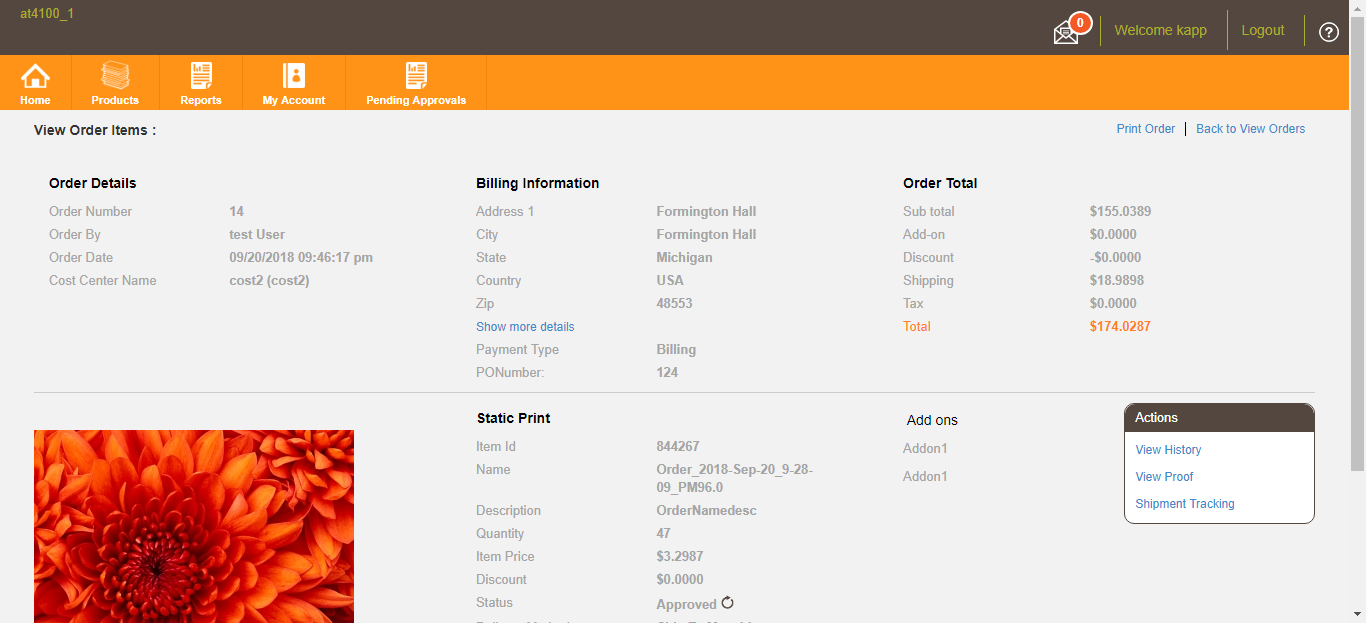 at4100_1
0
Welcome kapp
Logout
?
Home
Products
Reports
My Account
Pending Approvals
View Order Items :
Print Order
Back to View Orders
Order Details
Order Number 14
Order By test User
Order Date 09/20/2018 09:46:17 pm
Cost Center Name cost2 (cost2)
Billing Information
Address 1 Formington Hall
City Formington Hall
State Michigan
Country USA
Zip 48553
Show more details
Payment Type Billing
PONumber: 124
Order Total
Sub total $155.0389
Add-on $0.0000
Discount -$0.0000
Shipping $18.9898
Tax $0.0000
Total $174.0287
Static Print
Item Id 844267
Name Order_2018-Sep-20_9-28-
09_PM96.0
Description OrderNamedesc
Quantity 47
Item Price $3.2987
Discount $0.0000
Status Approved
Add ons
Addon1
Addon1
Actions
View History
View Proof
Shipment Tracking